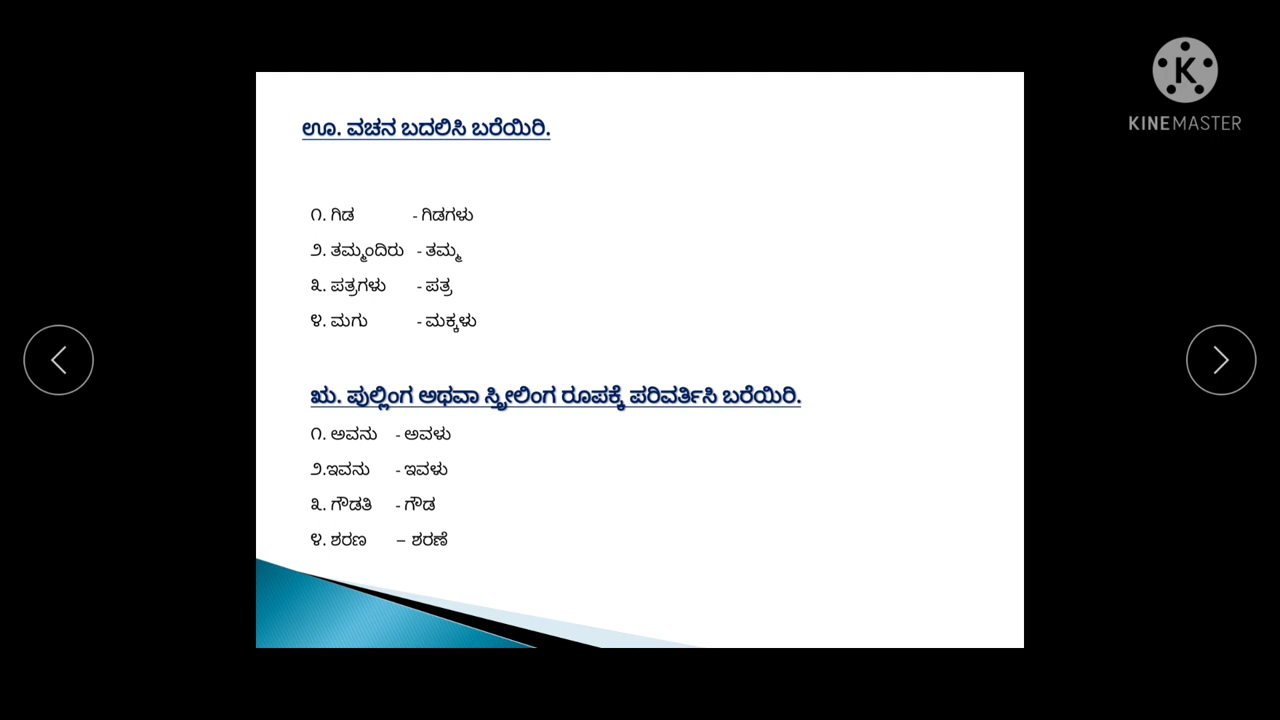 ಊ. ವಚನ ಬದಲಿಸಿ ಬರೆಯಿರಿ.
೧. ಗಿಡ - ಗಿಡಗಳು
೨. ತಮ್ಮಂದಿರು - ತಮ್ಮ
೩. ಪತ್ರಗಳು - ಪತ್ರ
೪. ಮಗು - ಮಕ್ಕಳು
ಋ. ಪುಲ್ಲಿಂಗ ಅಥವಾ ಸ್ತ್ರೀಲಿಂಗ ರೂಪಕ್ಕೆ ಪರಿವರ್ತಿಸಿ ಬರೆಯಿರಿ.
೧. ಅವನು - ಅವಳು
೨.ಇವನು - ಇವಳು
೩. ಗೌಡತಿ - ಗೌಡ
೪. ಶರಣ – ಶರಣೆ
K
KINEMASTER